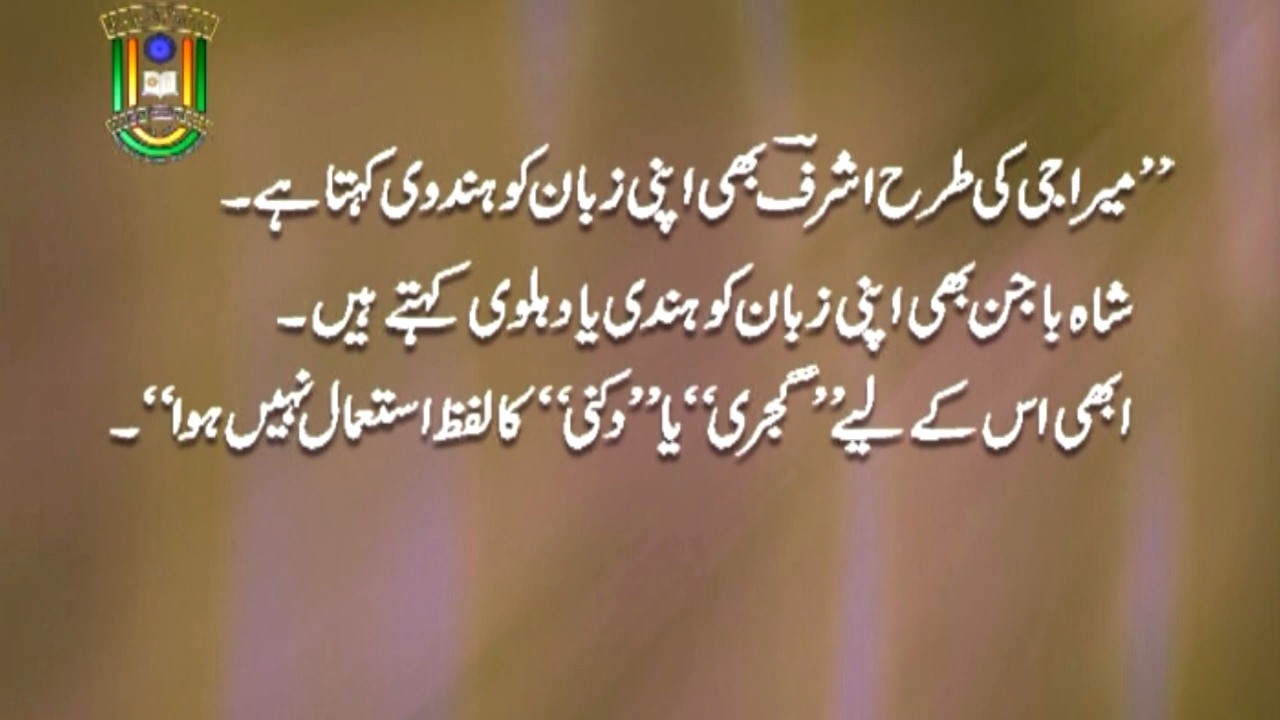 ”میراجی کی طرح اشرفؔ بھی اپنی زبان کو ہندوی کہتا ہے۔
شاہ باجن بھی اپنی زبان کو ہندی یا دہلوی کہتے ہیں۔
ابھی اس کے لیے ”گجری“ یا ”دکنی“ کا لفظ استعمال نہیں ہوا“۔